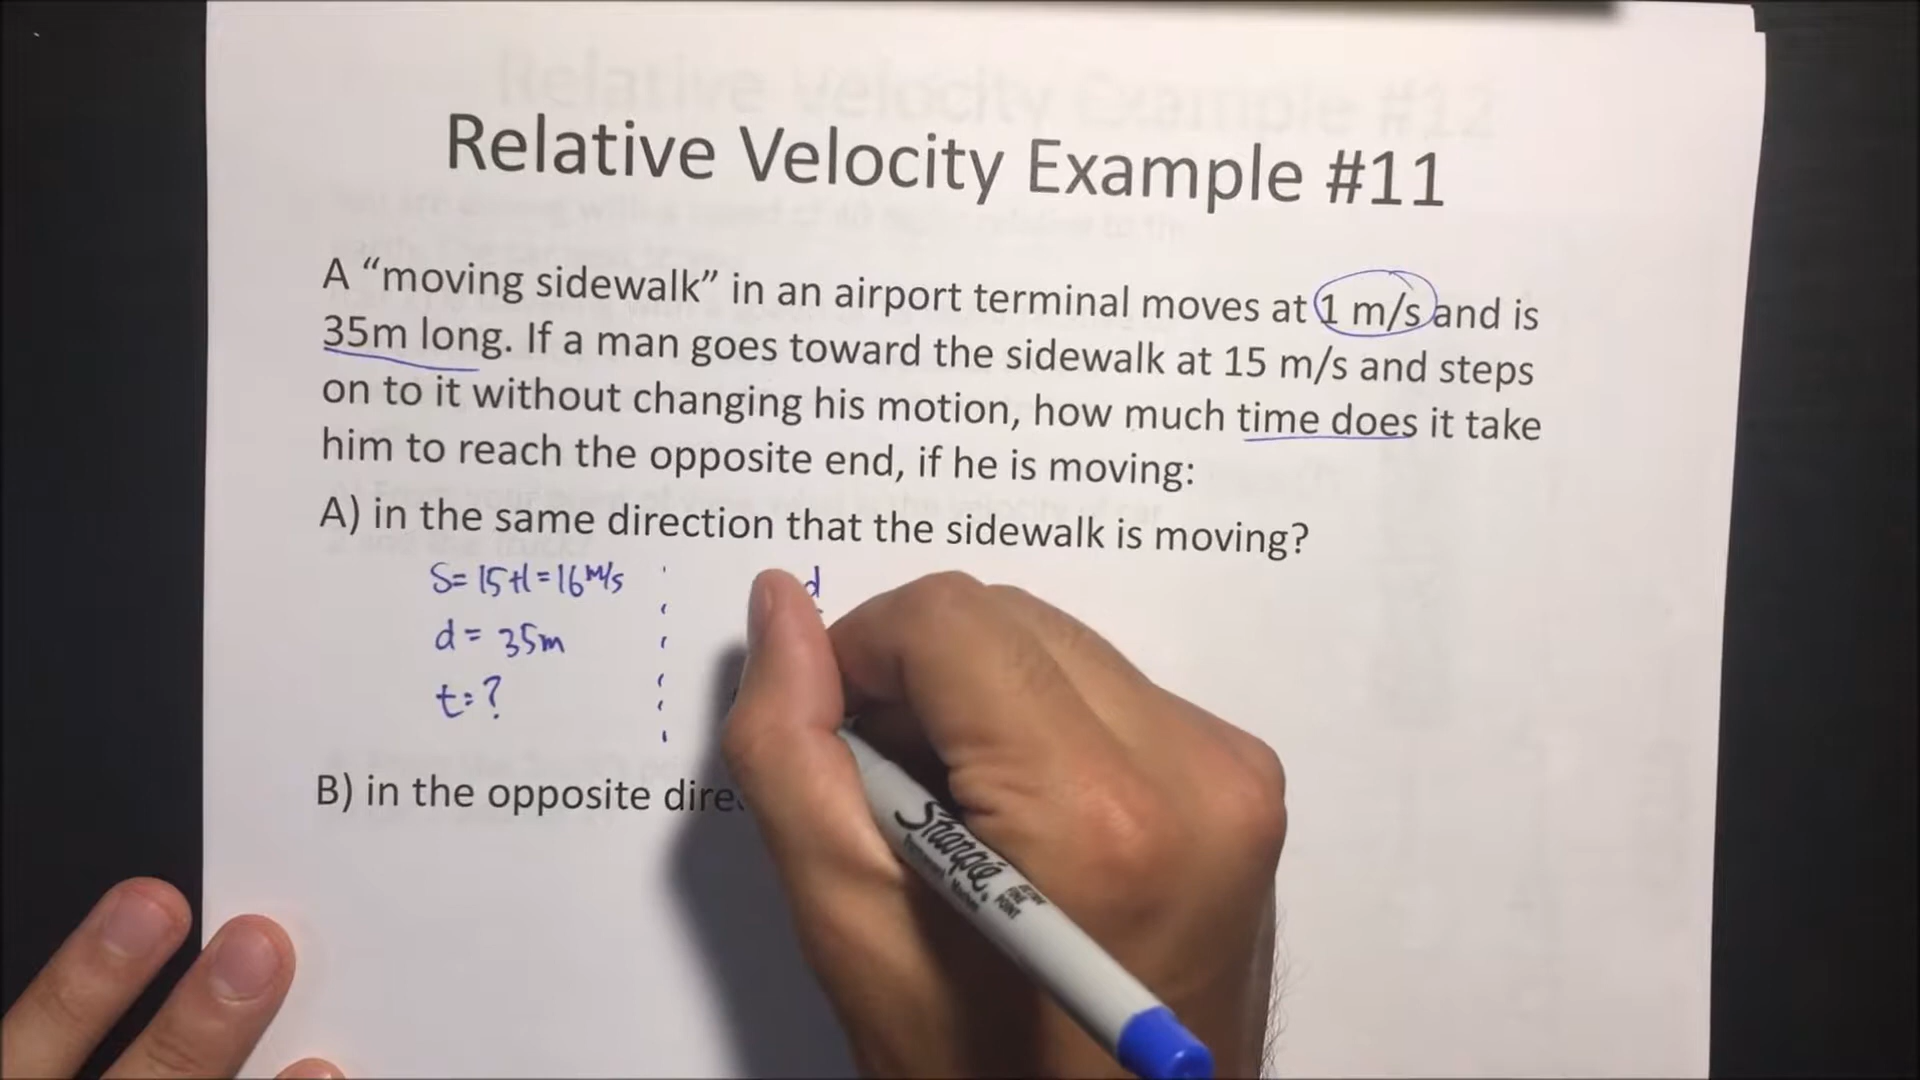 Relative Velocity Example #11
A “moving sidewalk” in an airport terminal moves at 1 m/s and is
35m long. If a man goes toward the sidewalk at 15 m/s and steps
on to it without changing his motion, how much time does it take
him to reach the opposite end, if he is moving:
A) in the same direction that the sidewalk is moving?
S= 15+1 = 16 m/s
d
d = 35m
t=?
B) in the opposite
Sharpie